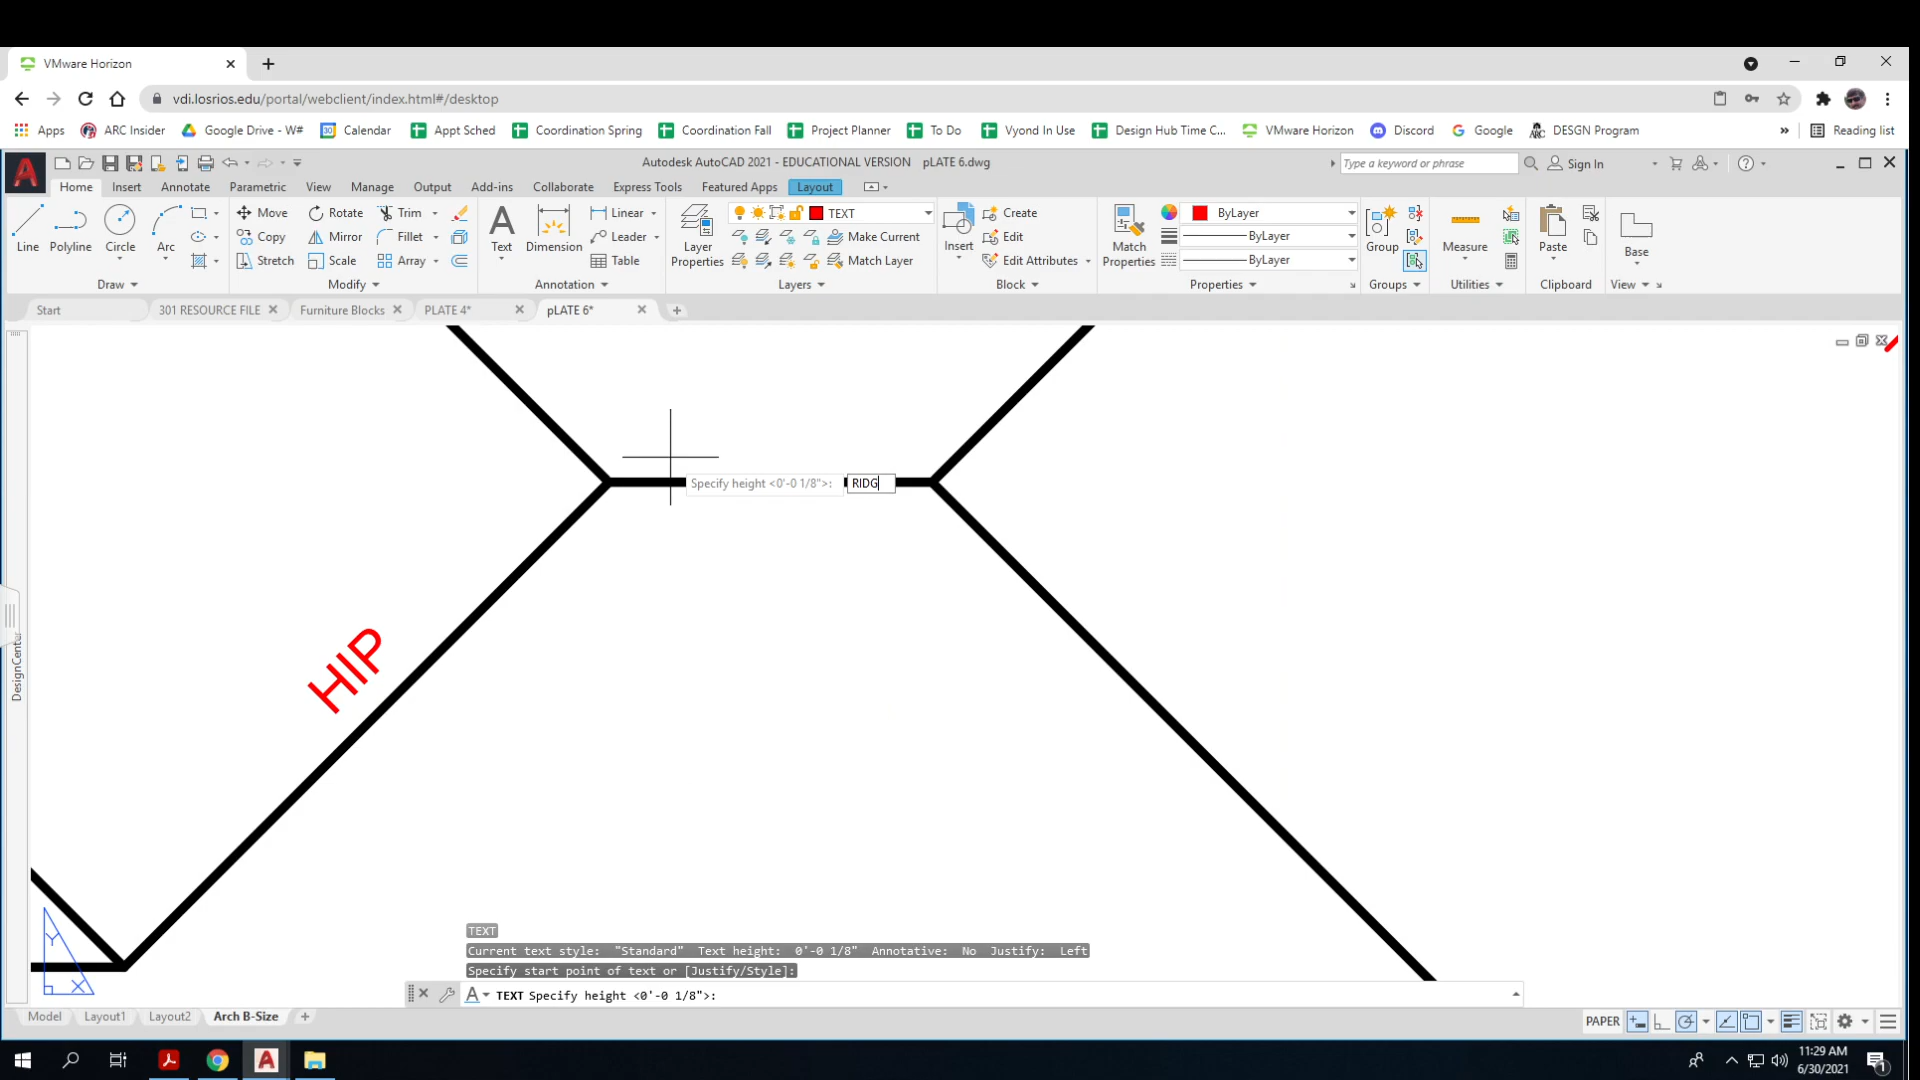 VMware Horizon
vdi.losrios.edu/portal/webclient/index.html#/desktop
Apps ARC Insider Google Drive - W# 30 Calendar Appt Sched Coordination Spring Coordination Fall Project Planner To Do Vyond In Use Design Hub Time C... VMware Horizon Discord Google DESGN Program » Reading list
Autodesk AutoCAD 2021 - EDUCATIONAL VERSION pLATE 6.dwg
Type a keyword or phrase Sign In
Home Insert Annotate Parametric View Manage Output Add-ins Collaborate Express Tools Featured Apps Layout
Line Polyline Circle Arc
Move Rotate Trim
Copy Mirror Fillet
Stretch Scale Array
Text Dimension
Linear
Leader
Table
Layer Properties
TEXT
Make Current
Match Layer
Insert
Create
Edit
Edit Attributes
Match Properties
ByLayer
ByLayer
ByLayer
Group
Measure
Paste
Base
Draw Modify Annotation Layers Block Properties Groups Utilities Clipboard View
Start 301 RESOURCE FILE Furniture Blocks PLATE 4* pLATE 6*
Specify height <0'-0 1/8">: RIDG
HIP
DesignCenter
Y
X
TEXT
Current text style: "Standard" Text height: 0'-0 1/8" Annotative: No Justify: Left
Specify start point of text or [Justify/Style]:
TEXT Specify height <0'-0 1/8">:
Model Layout1 Layout2 Arch B-Size
PAPER
11:29 AM
6/30/2021
1